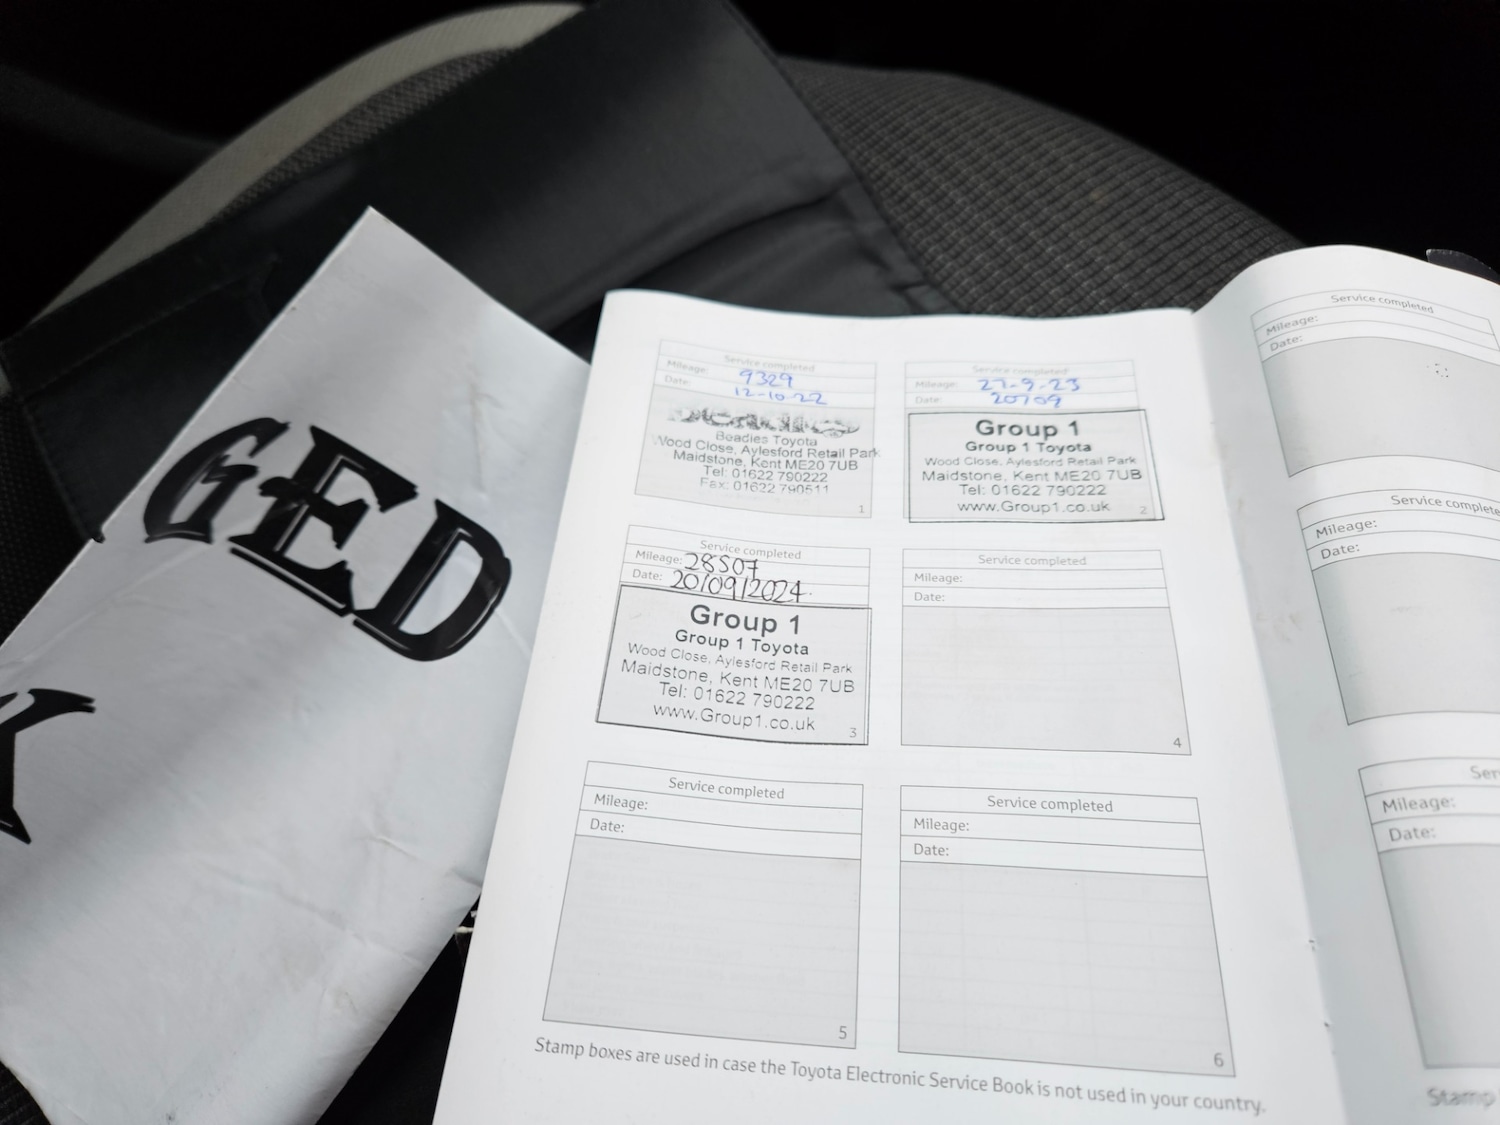 GED
Service completed
Mileage: 9329
Date: 12-10-22
Beadles Toyota
Wood Close, Aylesford Retail Park
Maidstone, Kent ME20 7UB
Tel: 01622 790222
Fax: 01622 790511
1
Service completed
Mileage: 27-9-23
Date: 20709
Group 1
Group 1 Toyota
Wood Close, Aylesford Retail Park
Maidstone, Kent ME20 7UB
Tel: 01622 790222
www.Group1.co.uk
2
Service completed
Mileage: 28507
Date: 20/09/2024
Group 1
Group 1 Toyota
Wood Close, Aylesford Retail Park
Maidstone, Kent ME20 7UB
Tel: 01622 790222
www.Group1.co.uk
3
Service completed
Mileage:
Date:
4
Service completed
Mileage:
Date:
5
Service completed
Mileage:
Date:
6
Stamp boxes are used in case the Toyota Electronic Service Book is not used in your country.
Service completed
Mileage:
Date:
Service complete
Mileage:
Date:
Ser
Mileage:
Date:
Stamp